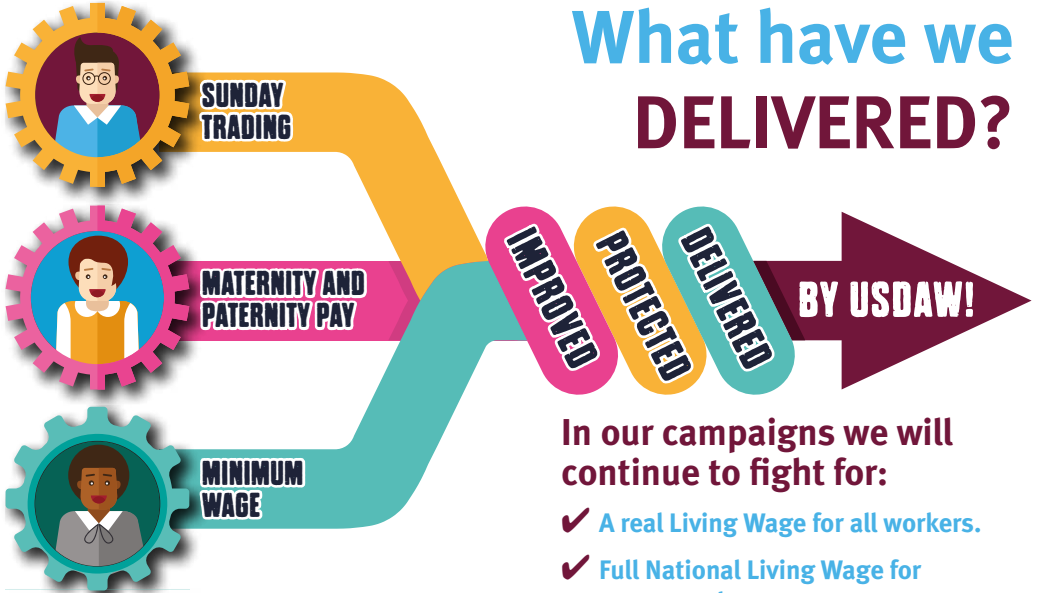 What have we
DELIVERED?
SUNDAY
TRADING
MATERNITY AND
PATERNITY PAY
MINIMUM
WAGE
IMPROVED
PROTECTED
DELIVERED
BY USDAW!
In our campaigns we will
continue to fight for:
✔ A real Living Wage for all workers.
✔ Full National Living Wage for